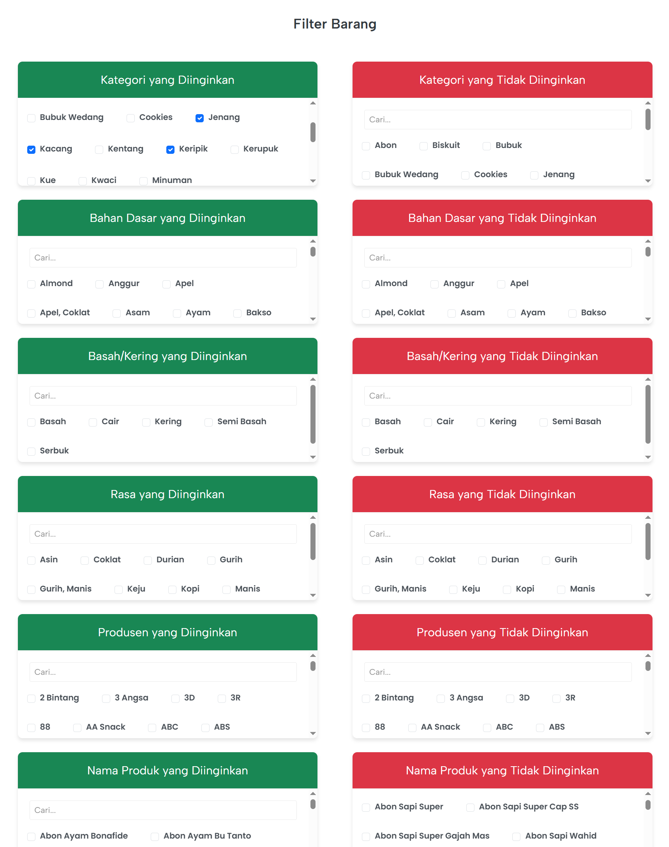 Filter Barang
Kategori yang Diinginkan
Bubuk Wedang Cookies Jenang
Kacang Kentang Keripik Kerupuk
Kue Kwaci Minuman
Kategori yang Tidak Diinginkan
Cari...
Abon Biskuit Bubuk
Bubuk Wedang Cookies Jenang
Bahan Dasar yang Diinginkan
Cari...
Almond Anggur Apel
Apel, Coklat Asam Ayam Bakso
Bahan Dasar yang Tidak Diinginkan
Cari...
Almond Anggur Apel
Apel, Coklat Asam Ayam Bakso
Basah/Kering yang Diinginkan
Cari...
Basah Cair Kering Semi Basah
Serbuk
Basah/Kering yang Tidak Diinginkan
Cari...
Basah Cair Kering Semi Basah
Serbuk
Rasa yang Diinginkan
Cari...
Asin Coklat Durian Gurih
Gurih, Manis Keju Kopi Manis
Rasa yang Tidak Diinginkan
Cari...
Asin Coklat Durian Gurih
Gurih, Manis Keju Kopi Manis
Produsen yang Diinginkan
Cari...
2 Bintang 3 Angsa 3D 3R
88 AA Snack ABC ABS
Produsen yang Tidak Diinginkan
Cari...
2 Bintang 3 Angsa 3D 3R
88 AA Snack ABC ABS
Nama Produk yang Diinginkan
Cari...
Abon Ayam Bonafide Abon Ayam Bu Tanto
Nama Produk yang Tidak Diinginkan
Abon Sapi Super Abon Sapi Super Cap SS
Abon Sapi Super Gajah Mas Abon Sapi Wahid